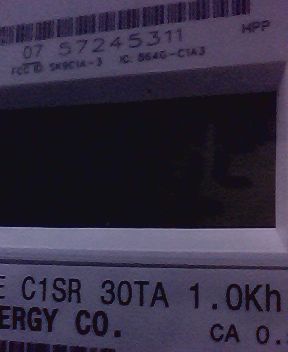 07 57245311
HPP
FCC ID SK9C1A-3 IC 864G-C1A3
E C1SR 30TA 1.0Kh
ERGY CO.
CA 0.